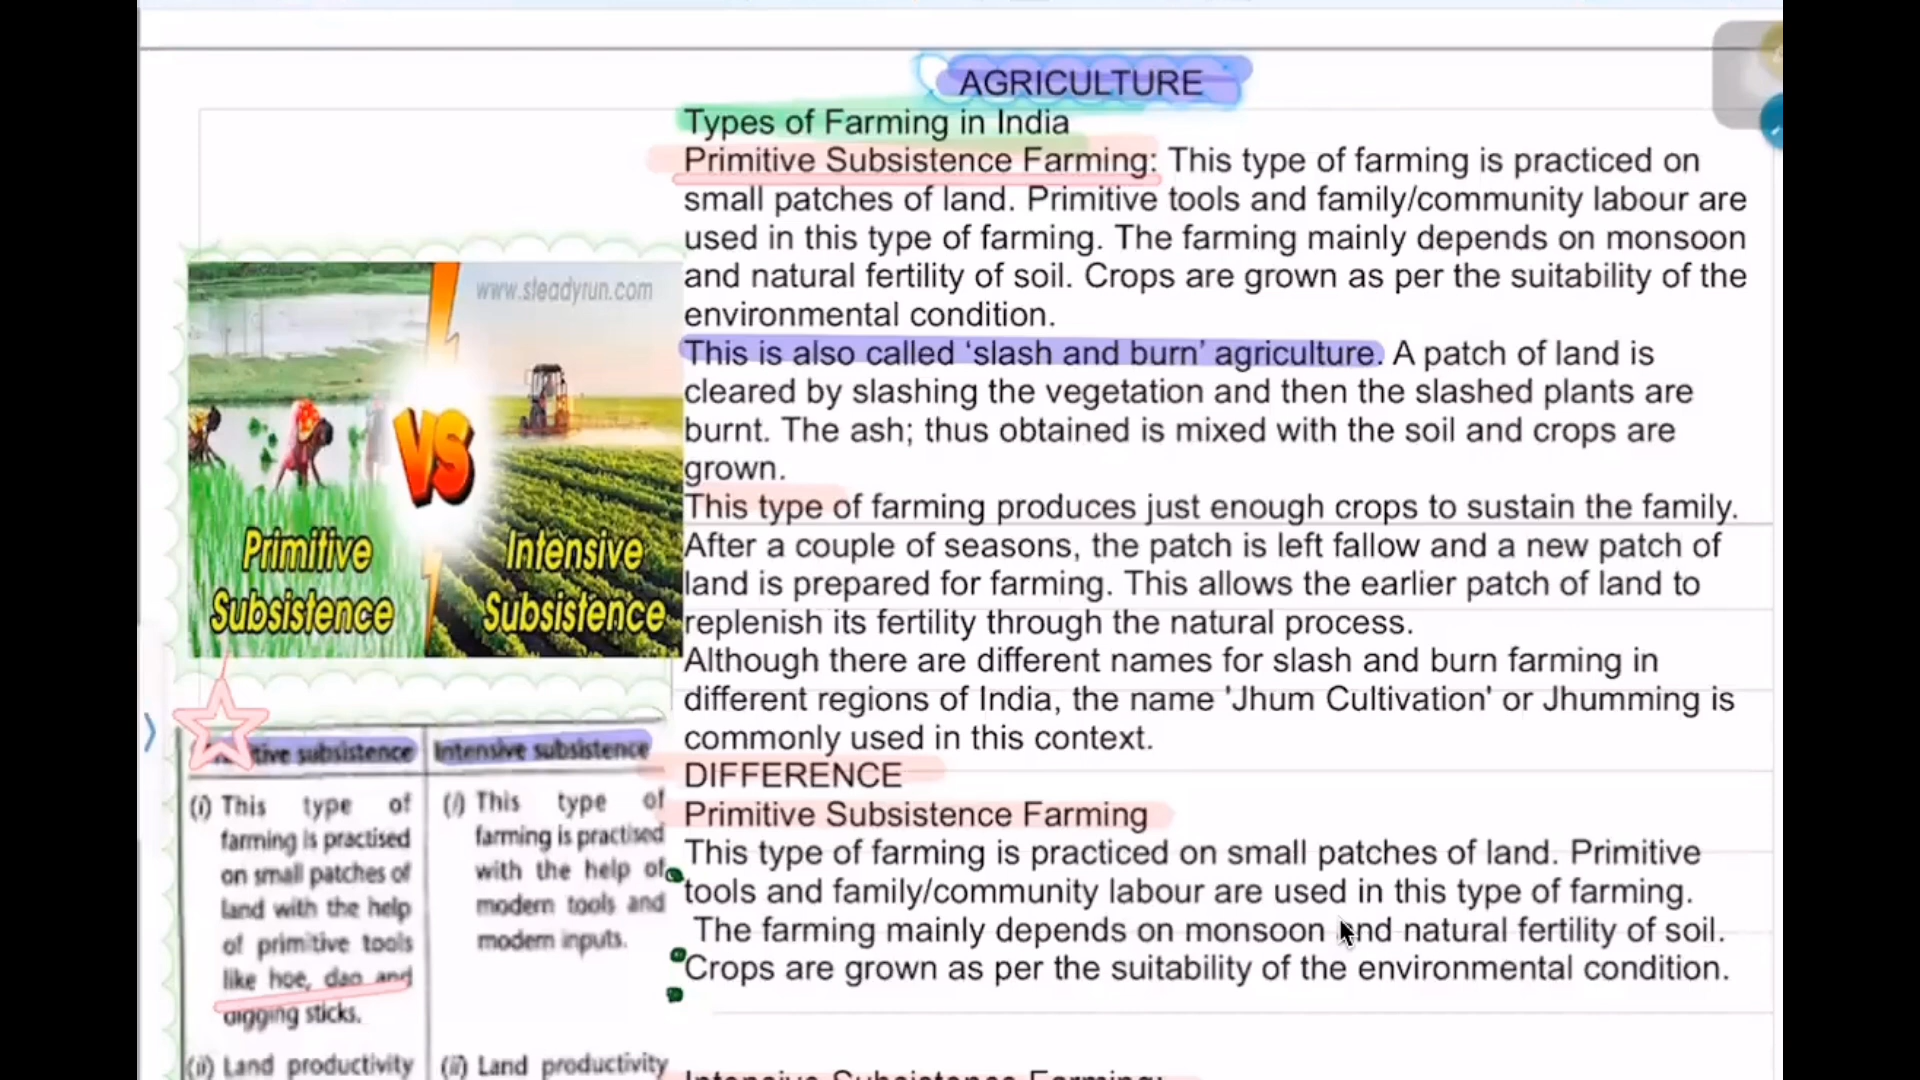 AGRICULTURE
Types of Farming in India
Primitive Subsistence Farming: This type of farming is practiced on
small patches of land. Primitive tools and family/community labour are
used in this type of farming. The farming mainly depends on monsoon
and natural fertility of soil. Crops are grown as per the suitability of the
environmental condition.
This is also called ‘slash and burn’ agriculture. A patch of land is
cleared by slashing the vegetation and then the slashed plants are
burnt. The ash; thus obtained is mixed with the soil and crops are
grown.
This type of farming produces just enough crops to sustain the family.
After a couple of seasons, the patch is left fallow and a new patch of
land is prepared for farming. This allows the earlier patch of land to
replenish its fertility through the natural process.
Although there are different names for slash and burn farming in
different regions of India, the name 'Jhum Cultivation' or Jhumming is
commonly used in this context.
DIFFERENCE
Primitive Subsistence Farming
This type of farming is practiced on small patches of land. Primitive
tools and family/community labour are used in this type of farming.
The farming mainly depends on monsoon and natural fertility of soil.
Crops are grown as per the suitability of the environmental condition.
Intensive Subsistence Farming:
www.steadyrun.com
VS
Primitive
Subsistence
Intensive
Subsistence
subsistence
(i) This type of
farming is practised
on small patches of
land with the help
of primitive tools
like hoe, dao and
digging sticks.
(ii) Land productivity
Intensive subsistence
(i) This type of
farming is practised
with the help of
modern tools and
modern inputs.
(ii) Land productivity